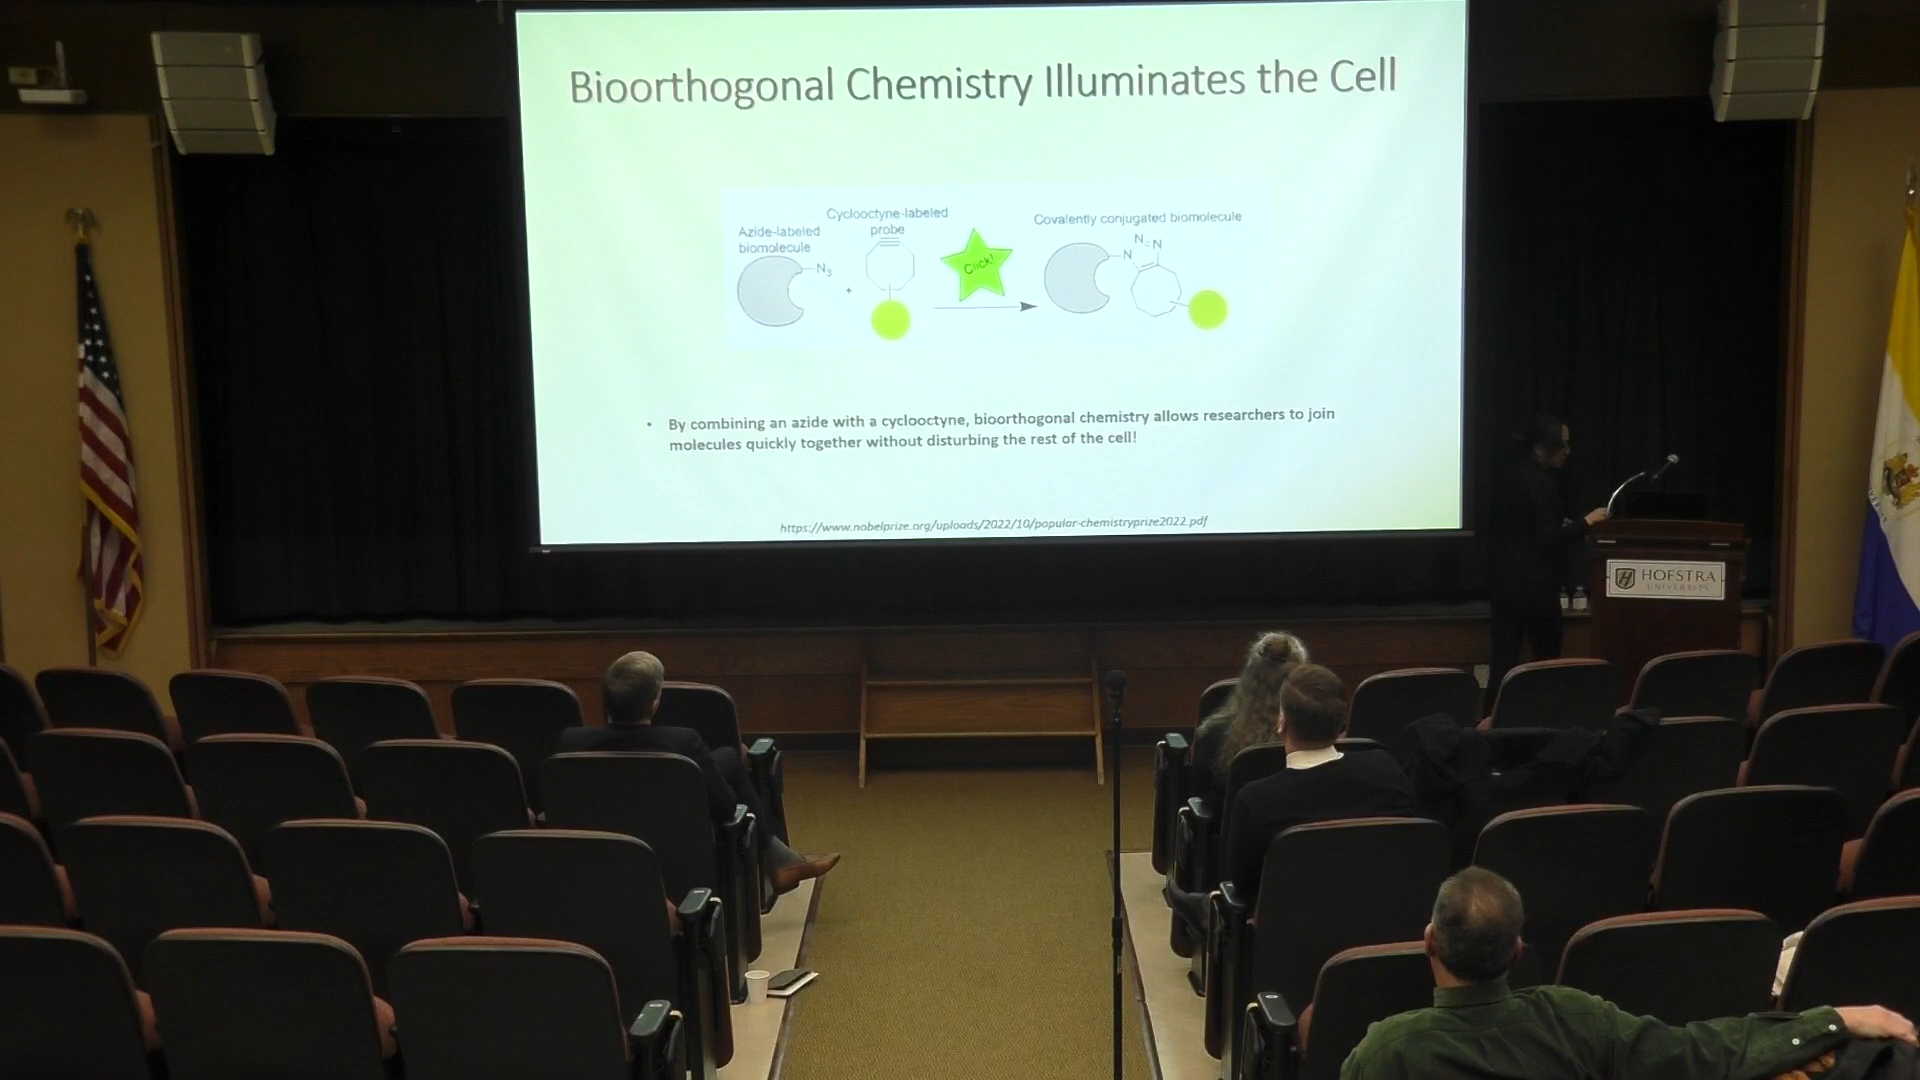 Bioorthogonal Chemistry Illuminates the Cell
Cyclooctyne-labeled
probe
Azide-labeled
biomolecule
N3
+
Click!
Covalently conjugated biomolecule
N=N
N
• By combining an azide with a cyclooctyne, bioorthogonal chemistry allows researchers to join
molecules quickly together without disturbing the rest of the cell!
https://www.nobelprize.org/uploads/2022/10/popular-chemistryprize2022.pdf
HOFSTRA
UNIVERSITY